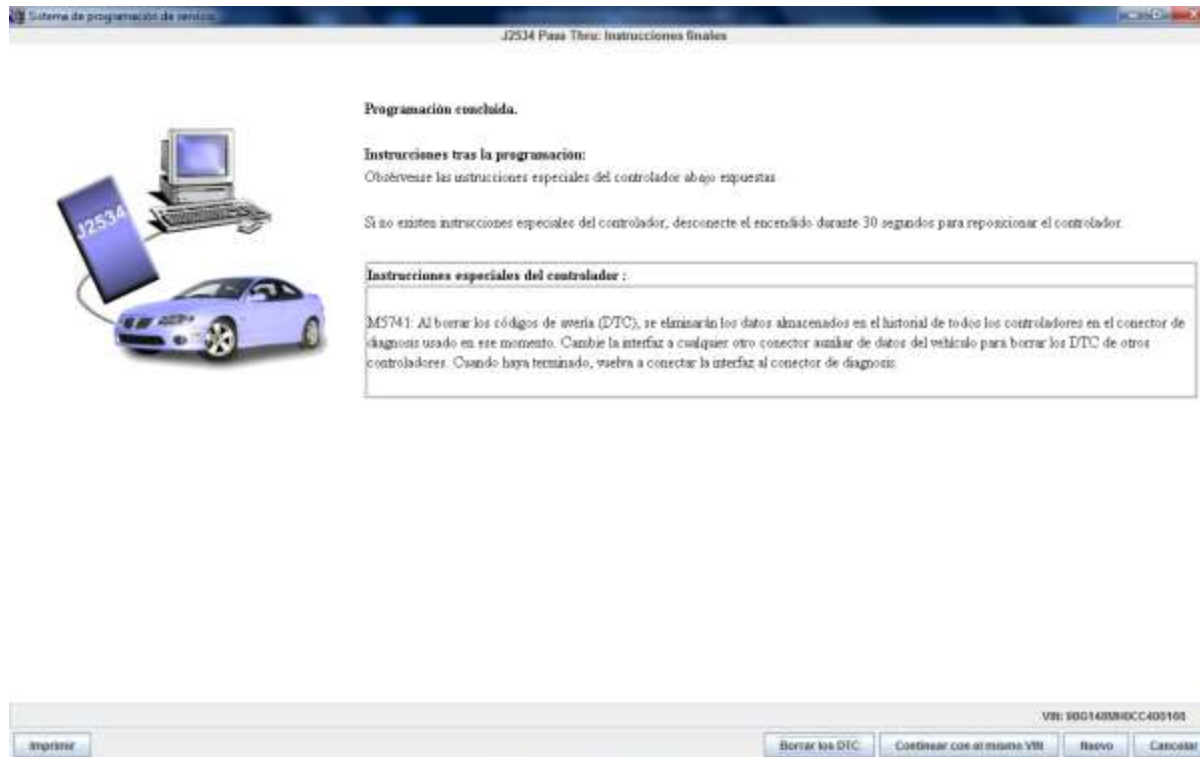 Sistema de programación de servicio
J2534 Pass Thru: Instrucciones finales
Programación concluida.
Instrucciones tras la programación:
Obsérvense las instrucciones especiales del controlador abajo expuestas
Si no existen instrucciones especiales del controlador, desconecte el encendido durante 30 segundos para reposicionar el controlador.
J2534
Instrucciones especiales del controlador :
M5741: Al borrar los códigos de avería (DTC), se eliminarán los datos almacenados en el historial de todos los controladores en el conector de
diagnosis usado en ese momento. Cambie la interfaz a cualquier otro conector auxiliar de datos del vehículo para borrar los DTC de otros
controladores. Cuando haya terminado, vuelva a conectar la interfaz al conector de diagnosis.
VIN:
Imprimir
Borrar los DTC
Continuar con el mismo VIN
Nuevo
Cancelar